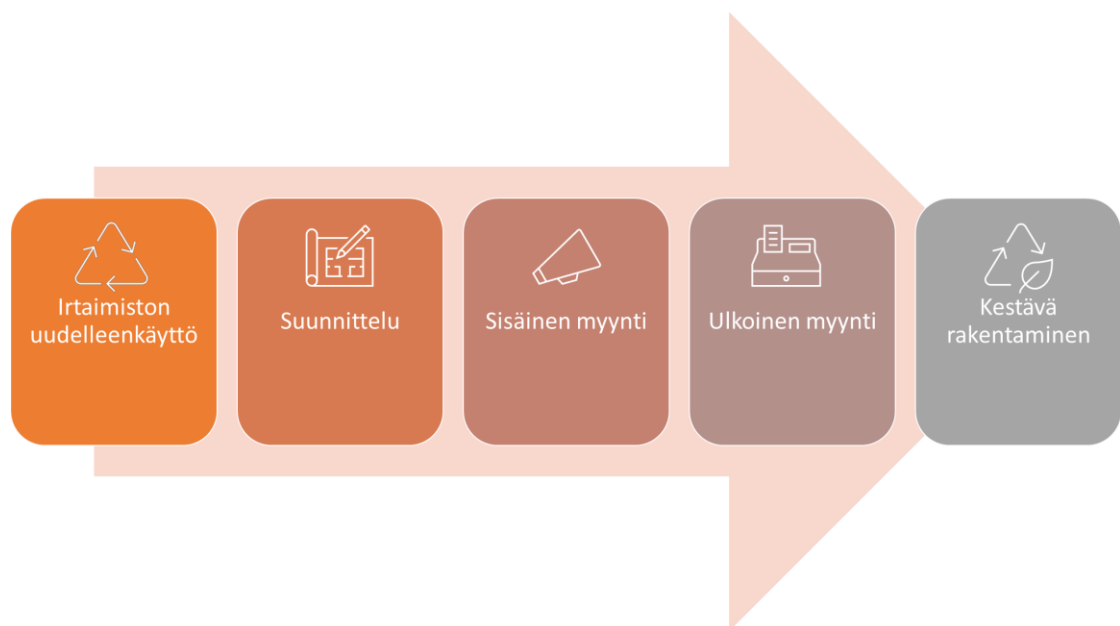 Irtaimiston
uudelleenkäyttö
Suunnittelu
Sisäinen myynti
Ulkoinen myynti
Kestävä
rakentaminen